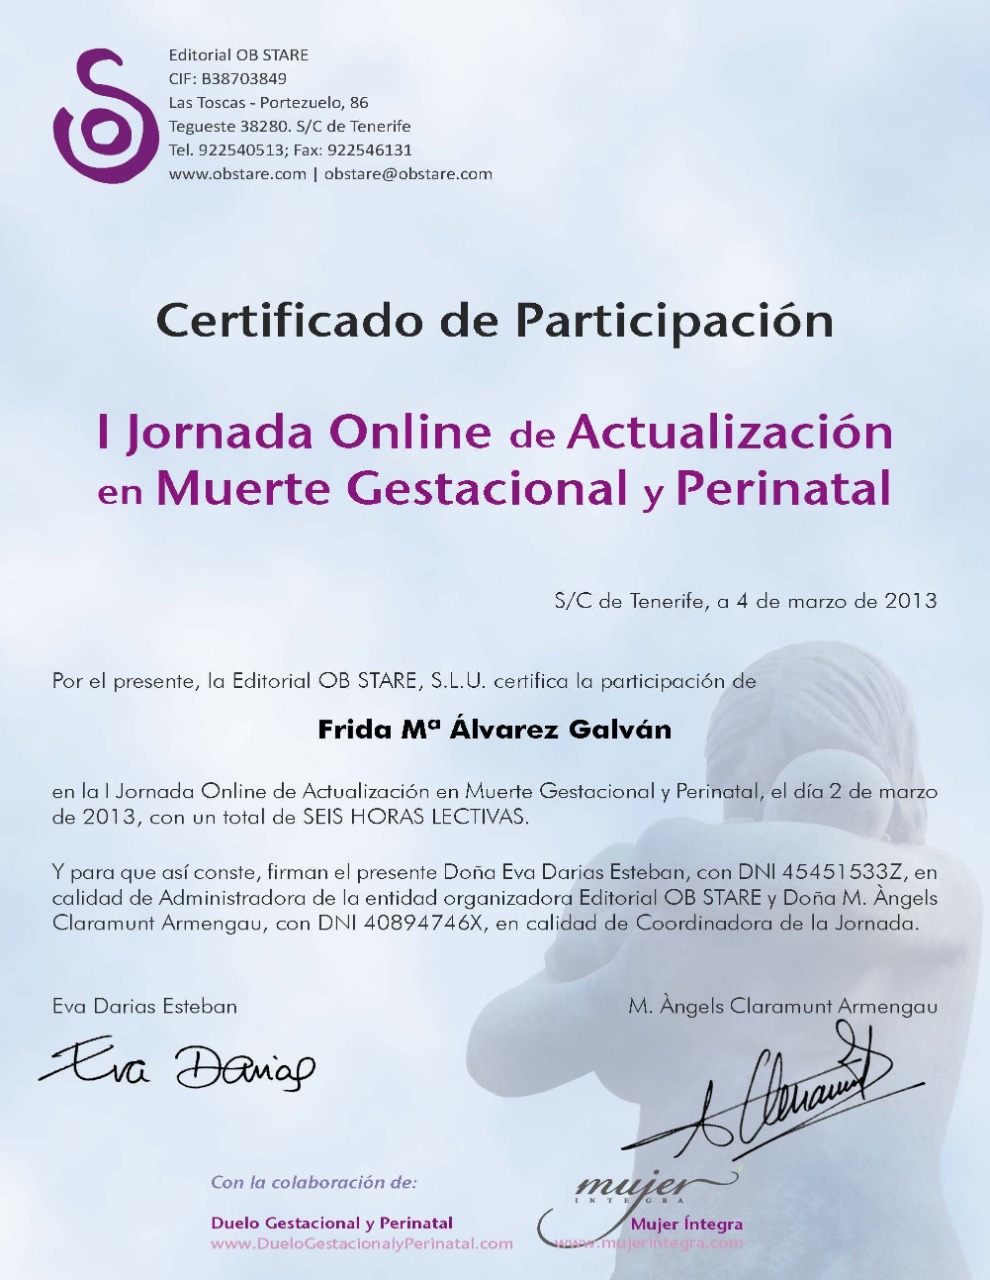 Editorial OB STARE
CIF: B38703849
Las Toscas - Portezuelo, 86
Tegueste 38280. S/C de Tenerife
Tel. 922540513; Fax: 922546131
www.obstare.com | obstare@obstare.com
Certificado de Participación
I Jornada Online de Actualización
en Muerte Gestacional y Perinatal
S/C de Tenerife, a 4 de marzo de 2013
Por el presente, la Editorial OB STARE, S.L.U. certifica la participación de
Frida Mª Álvarez Galván
en la I Jornada Online de Actualización en Muerte Gestacional y Perinatal, el día 2 de marzo
de 2013, con un total de SEIS HORAS LECTIVAS.
Y para que así conste, firman el presente Doña Eva Darias Esteban, con DNI 45451533Z, en
calidad de Administradora de la entidad organizadora Editorial OB STARE y Doña M. Àngels
Claramunt Armengau, con DNI 40894746X, en calidad de Coordinadora de la Jornada.
Eva Darias Esteban
M. Àngels Claramunt Armengau
Eva Darias
A Claramunt
Con la colaboración de:
mujer
INTEGRA
Duelo Gestacional y Perinatal
Mujer Íntegra
www.DueloGestacionalyPerinatal.com
www.mujerintegra.com